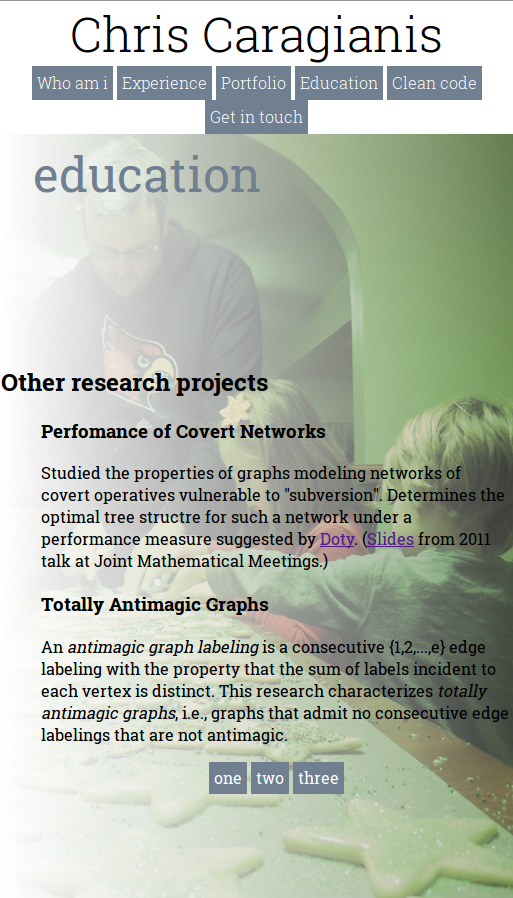 Chris Caragianis
Who am i Experience Portfolio Education Clean code
Get in touch
education
Other research projects
Perfomance of Covert Networks
Studied the properties of graphs modeling networks of
covert operatives vulnerable to "subversion". Determines the
optimal tree structre for such a network under a
performance measure suggested by Doty. (Slides from 2011
talk at Joint Mathematical Meetings.)
Totally Antimagic Graphs
An antimagic graph labeling is a consecutive {1,2,...,e} edge
labeling with the property that the sum of labels incident to
each vertex is distinct. This research characterizes totally
antimagic graphs, i.e., graphs that admit no consecutive edge
labelings that are not antimagic.
one two three